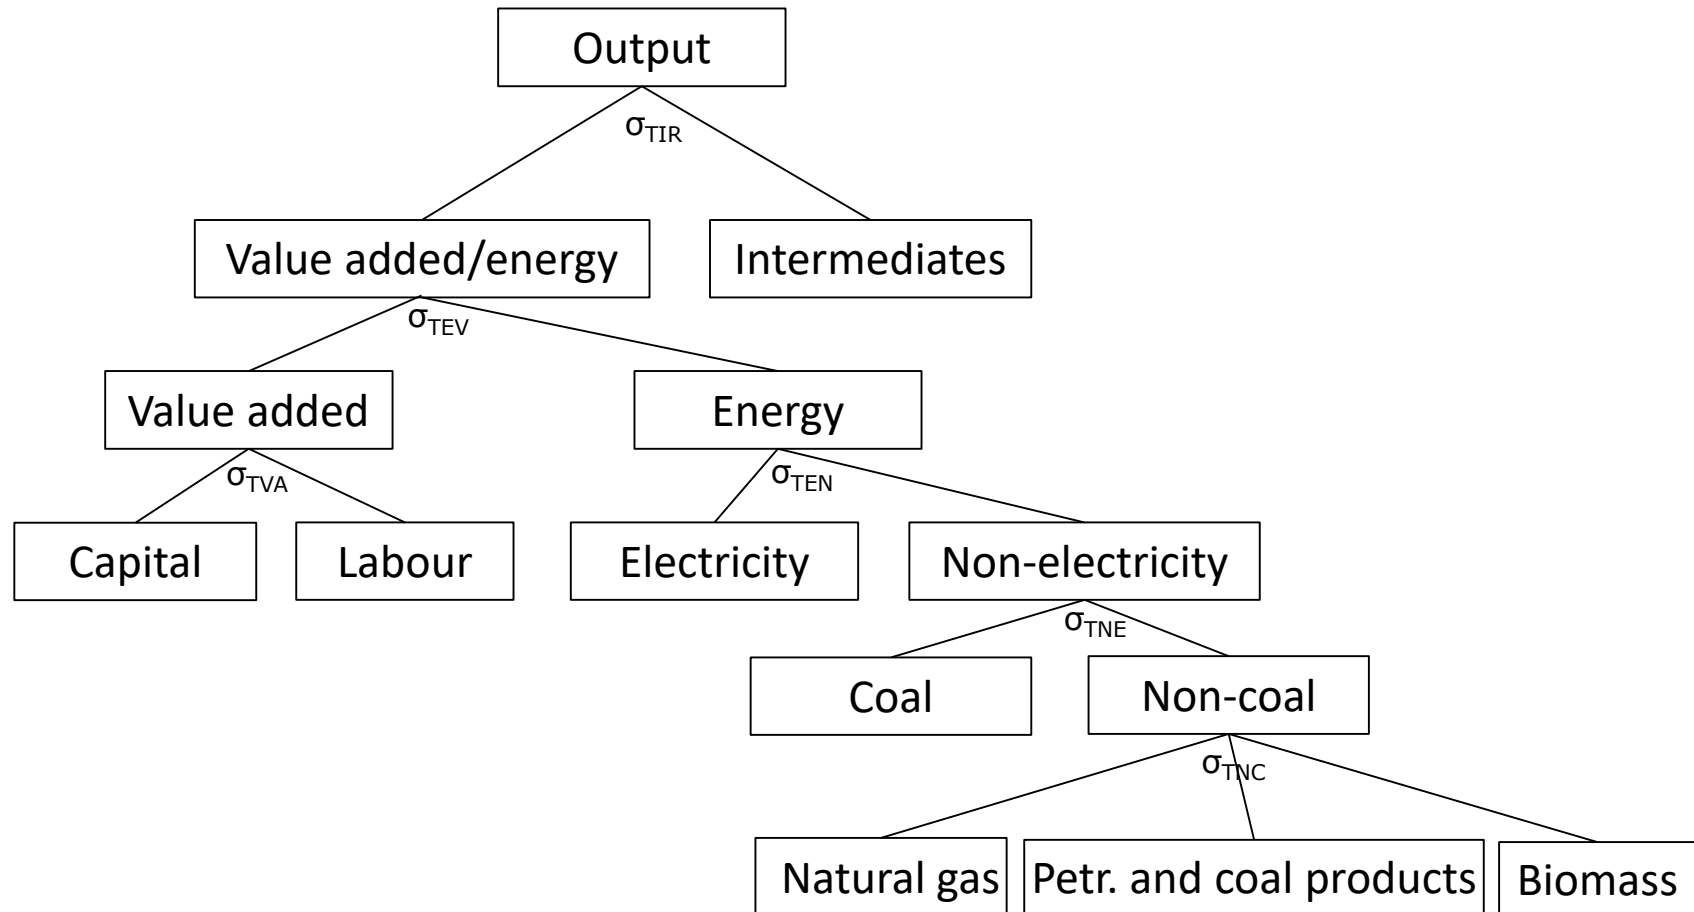 Output
σTIR
Value added/energy
Intermediates
σTEV
Value added
Energy
σTVA
σTEN
Capital
Labour
Electricity
Non-electricity
σTNE
Coal
Non-coal
σTNC
Natural gas
Petr. and coal products
Biomass